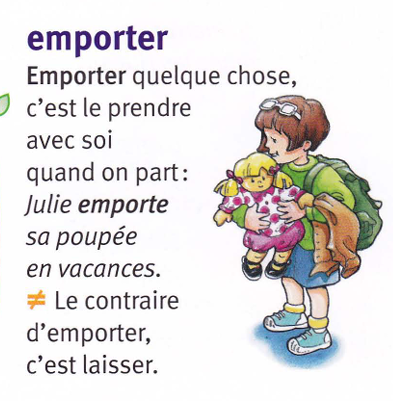 emporter
Emporter quelque chose,
c'est le prendre
avec soi
quand on part :
Julie emporte
sa poupée
en vacances.
≠ Le contraire
d'emporter,
c'est laisser.